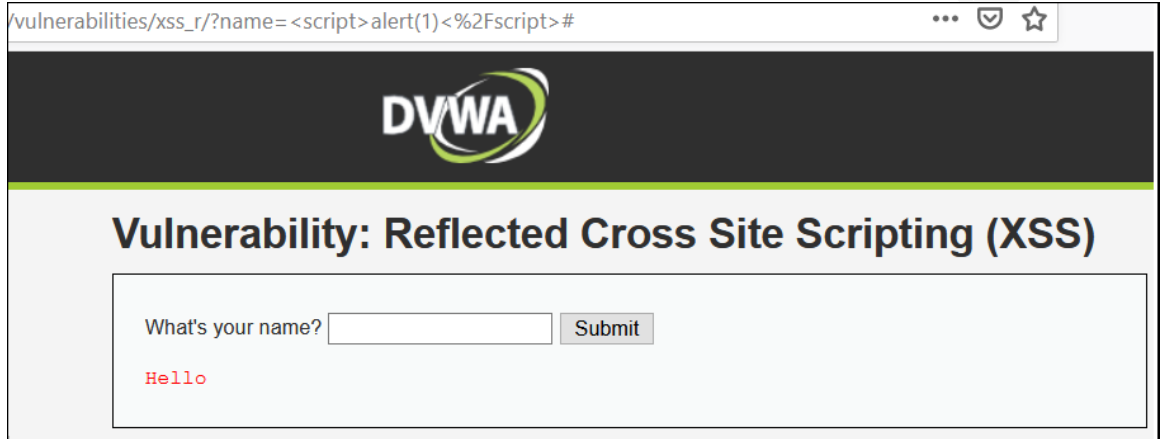 /vulnerabilities/xss_r/?name=<script>alert(1)<%2Fscript>#
DVWA
Vulnerability: Reflected Cross Site Scripting (XSS)
What's your name? Submit
Hello